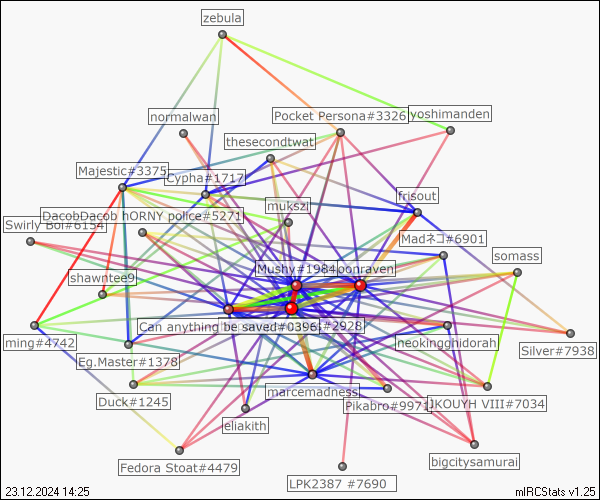 zebula
normalwan
Pocket Persona#3326
yoshimanden
thesecondtwat
Majestic#3375
Cypha#1717
frisout
mukszi
DacobDacob hORNY police#5271
Swirly Boi#6154
Madネコ#6901
somass
Mushy#1984
oonraven
shawntee9
Can anything be saved#0396
#2928
ming#4742
neokingghidorah
Silver#7938
Eg.Master#1378
marcemadness
Duck#1245
Pikabro#9971
JKOUYH VIII#7034
eliakith
Fedora Stoat#4479
bigcitysamurai
LPK2387 #7690
23.12.2024 14:25
mIRCStats v1.25